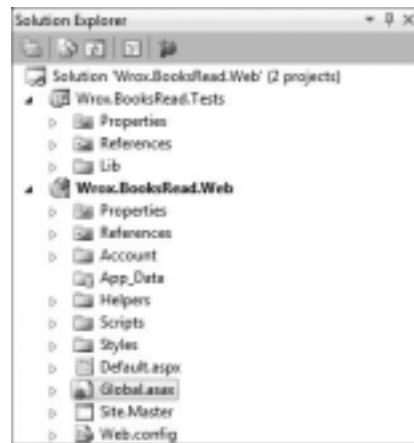 Solution Explorer
Solution 'Wrox.BooksRead.Web' (2 projects)
Wrox.BooksRead.Tests
Properties
References
Lib
Wrox.BooksRead.Web
Properties
References
Account
App_Data
Helpers
Scripts
Styles
Default.aspx
Global.asax
Site.Master
Web.config